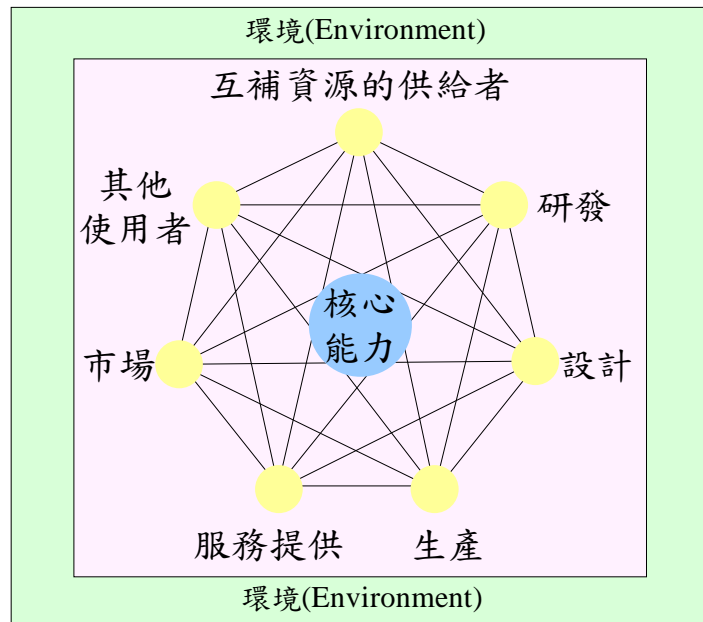 環境(Environment)
互補資源的供給者
其他
使用者
研發
核心
能力
市場
設計
服務提供
生產
環境(Environment)